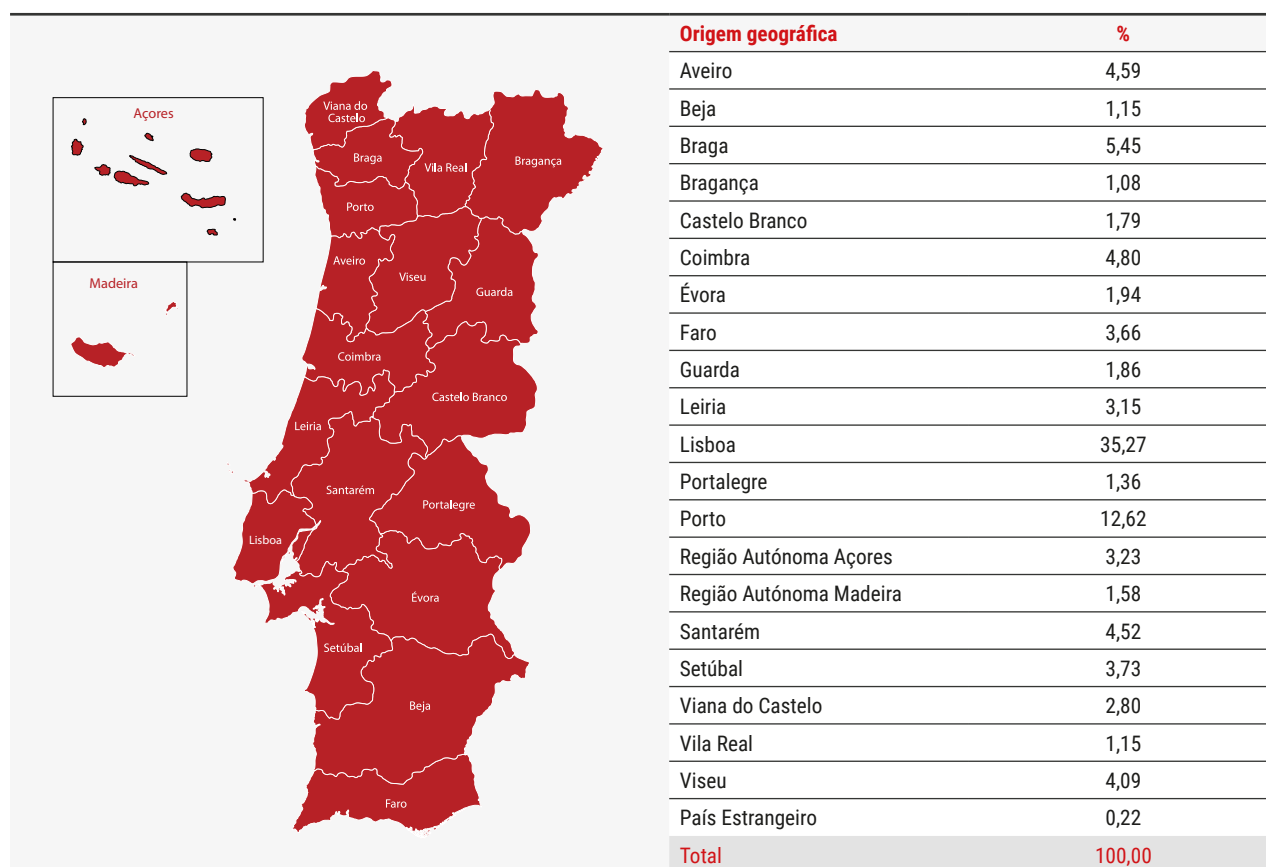 Açores
Madeira
Viana do
Castelo
Braga
Vila Real
Bragança
Porto
Aveiro
Viseu
Guarda
Coimbra
Castelo Branco
Leiria
Santarém
Portalegre
Lisboa
Évora
Setúbal
Beja
Faro
Origem geográfica %
Aveiro 4,59
Beja 1,15
Braga 5,45
Bragança 1,08
Castelo Branco 1,79
Coimbra 4,80
Évora 1,94
Faro 3,66
Guarda 1,86
Leiria 3,15
Lisboa 35,27
Portalegre 1,36
Porto 12,62
Região Autónoma Açores 3,23
Região Autónoma Madeira 1,58
Santarém 4,52
Setúbal 3,73
Viana do Castelo 2,80
Vila Real 1,15
Viseu 4,09
País Estrangeiro 0,22
Total 100,00